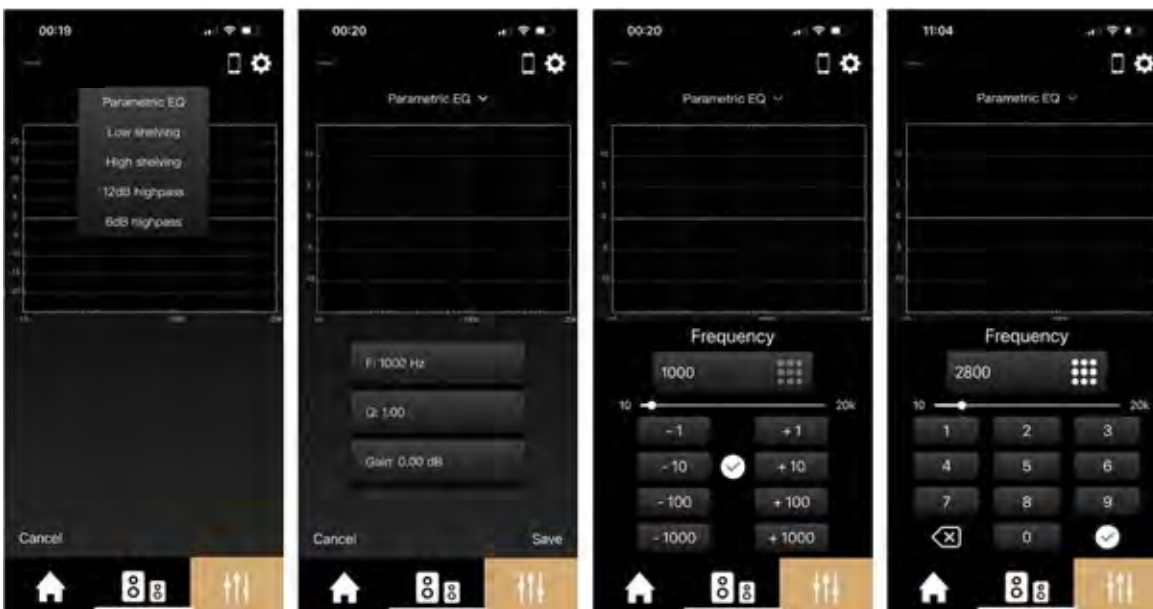 00:19
Parametric EQ
Low shelving
High shelving
12dB highpass
6dB highpass
Cancel
00:20
Parametric EQ
F: 1000 Hz
Q: 1.00
Gain: 0.00 dB
Cancel
Save
00:20
Parametric EQ
Frequency
1000
10
20k
- 1
+ 1
- 10
+ 10
- 100
+ 100
- 1000
+ 1000
11:04
Parametric EQ
Frequency
2800
10
20k
1
2
3
4
5
6
7
8
9
0